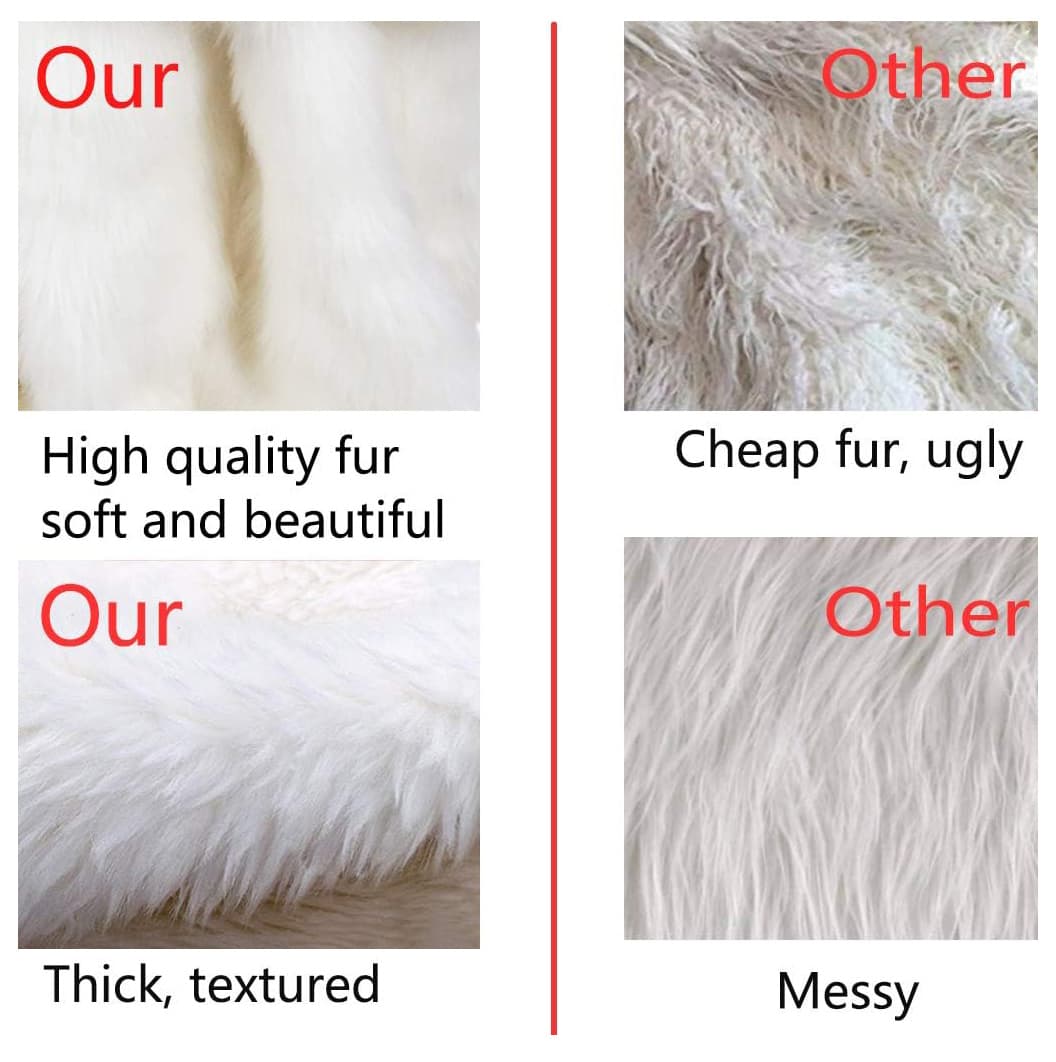 Our
High quality fur
soft and beautiful
Our
Thick, textured
Other
Cheap fur, ugly
Other
Messy